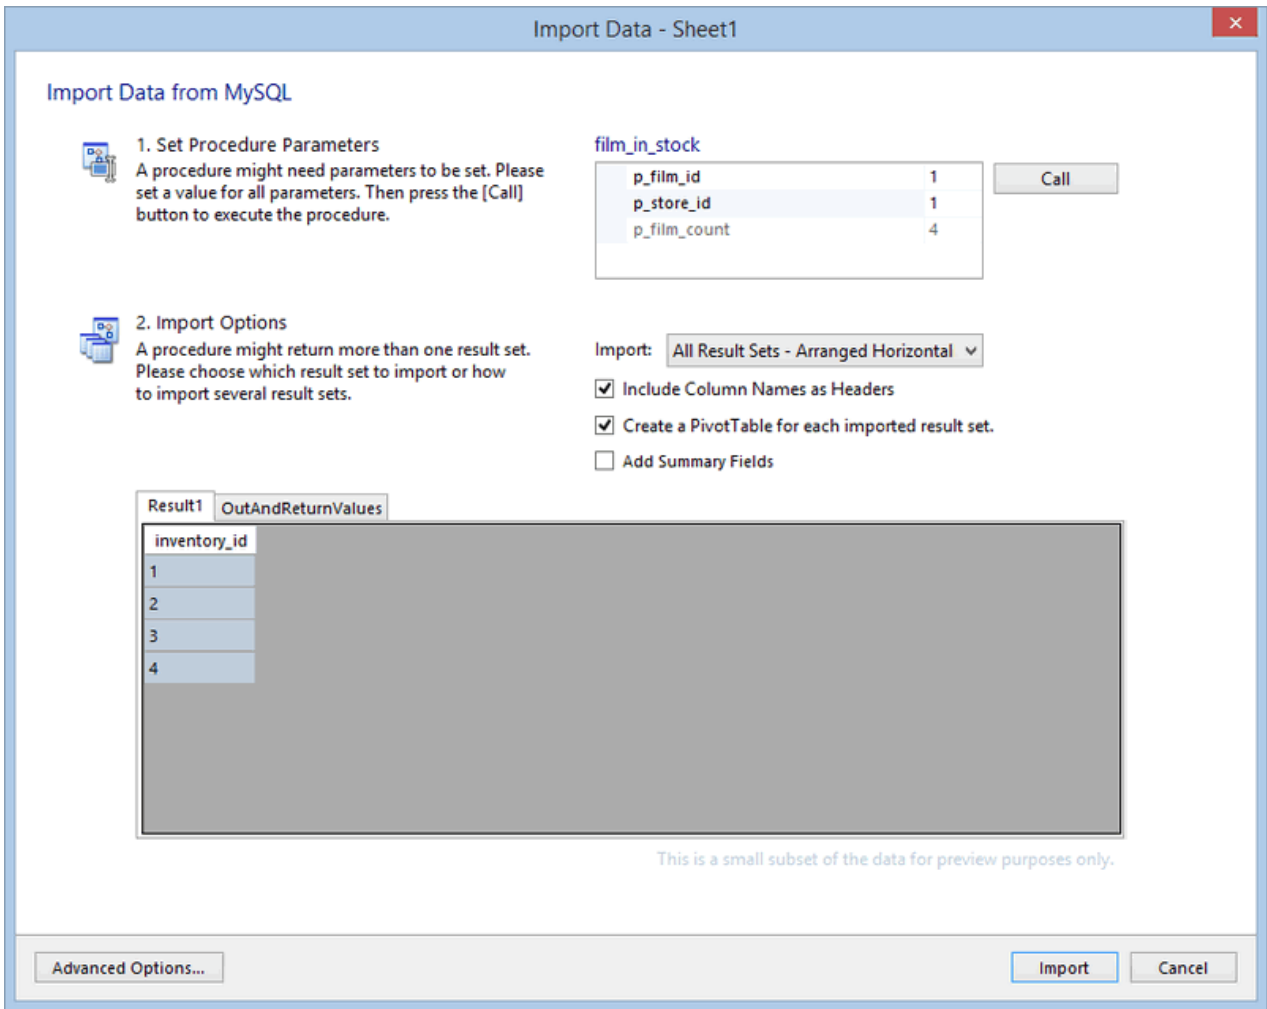 Import Data - Sheet1
Import Data from MySQL
1. Set Procedure Parameters
A procedure might need parameters to be set. Please
set a value for all parameters. Then press the [Call]
button to execute the procedure.
film_in_stock
p_film_id 1
p_store_id 1
p_film_count 4
Call
2. Import Options
A procedure might return more than one result set.
Please choose which result set to import or how
to import several result sets.
Import: All Result Sets - Arranged Horizontal
Include Column Names as Headers
Create a PivotTable for each imported result set.
Add Summary Fields
Result1 OutAndReturnValues
inventory_id
1
2
3
4
This is a small subset of the data for preview purposes only.
Advanced Options... Import Cancel